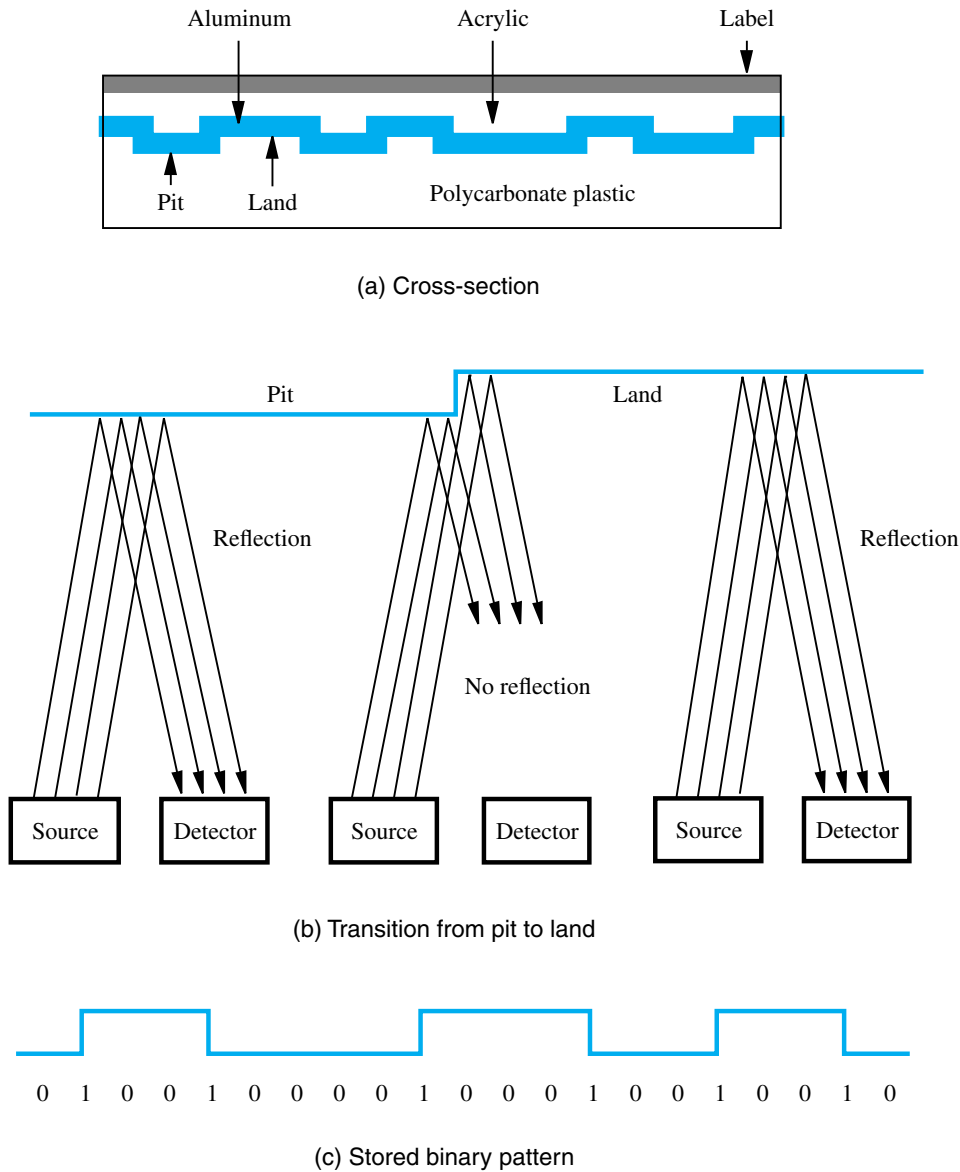 Aluminum Acrylic Label
Pit Land Polycarbonate plastic
(a) Cross-section
Pit Land
Reflection Reflection
No reflection
Source Detector Source Detector Source Detector
(b) Transition from pit to land
0 1 0 0 1 0 0 0 0 1 0 0 0 1 0 0 1 0 0 1 0
(c) Stored binary pattern